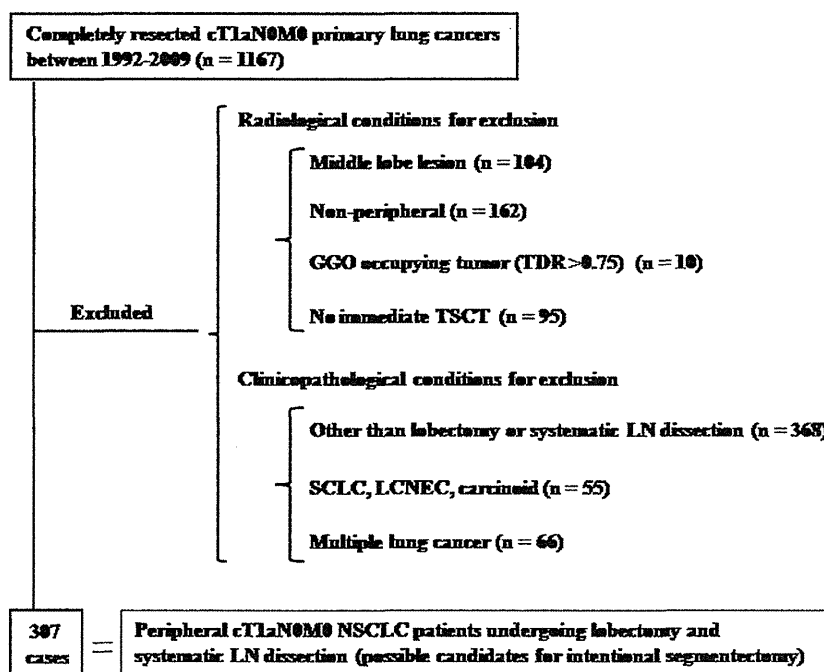 Completely resected cT1aN0M0 primary lung cancers
between 1992-2009 (n = 1167)
Radiological conditions for exclusion
Middle lobe lesion (n = 104)
Non-peripheral (n = 162)
GGO occupying tumor (TDR>0.75) (n = 10)
No immediate TSCT (n = 95)
Excluded
Clinicopathological conditions for exclusion
Other than lobectomy or systematic LN dissection (n = 368)
SCLC, LCNEC, carcinoid (n = 55)
Multiple lung cancer (n = 66)
307
cases
=
Peripheral cT1aN0M0 NSCLC patients undergoing lobectomy and
systematic LN dissection (possible candidates for intentional segmentectomy)